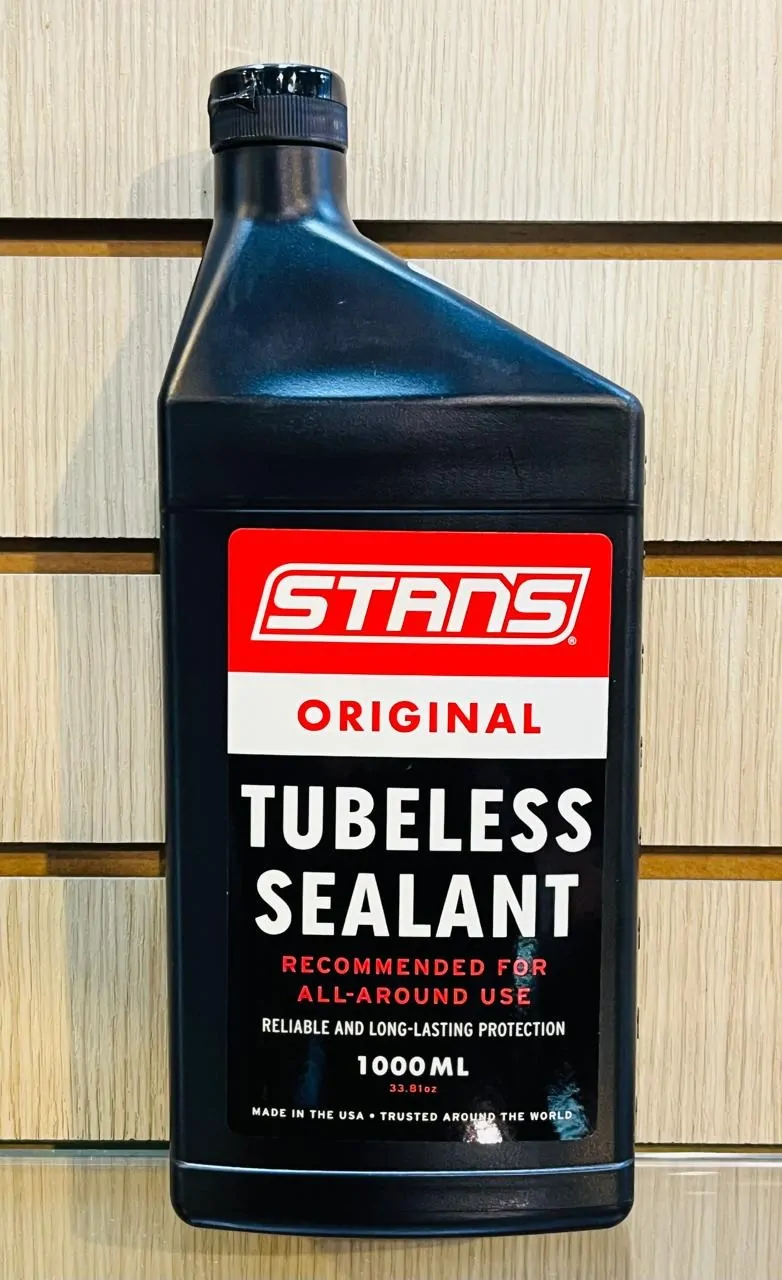 STAN'S®
ORIGINAL
TUBELESS
SEALANT
RECOMMENDED FOR
ALL-AROUND USE
RELIABLE AND LONG-LASTING PROTECTION
1000ML
33.81oz
MADE IN THE USA • TRUSTED AROUND THE WORLD